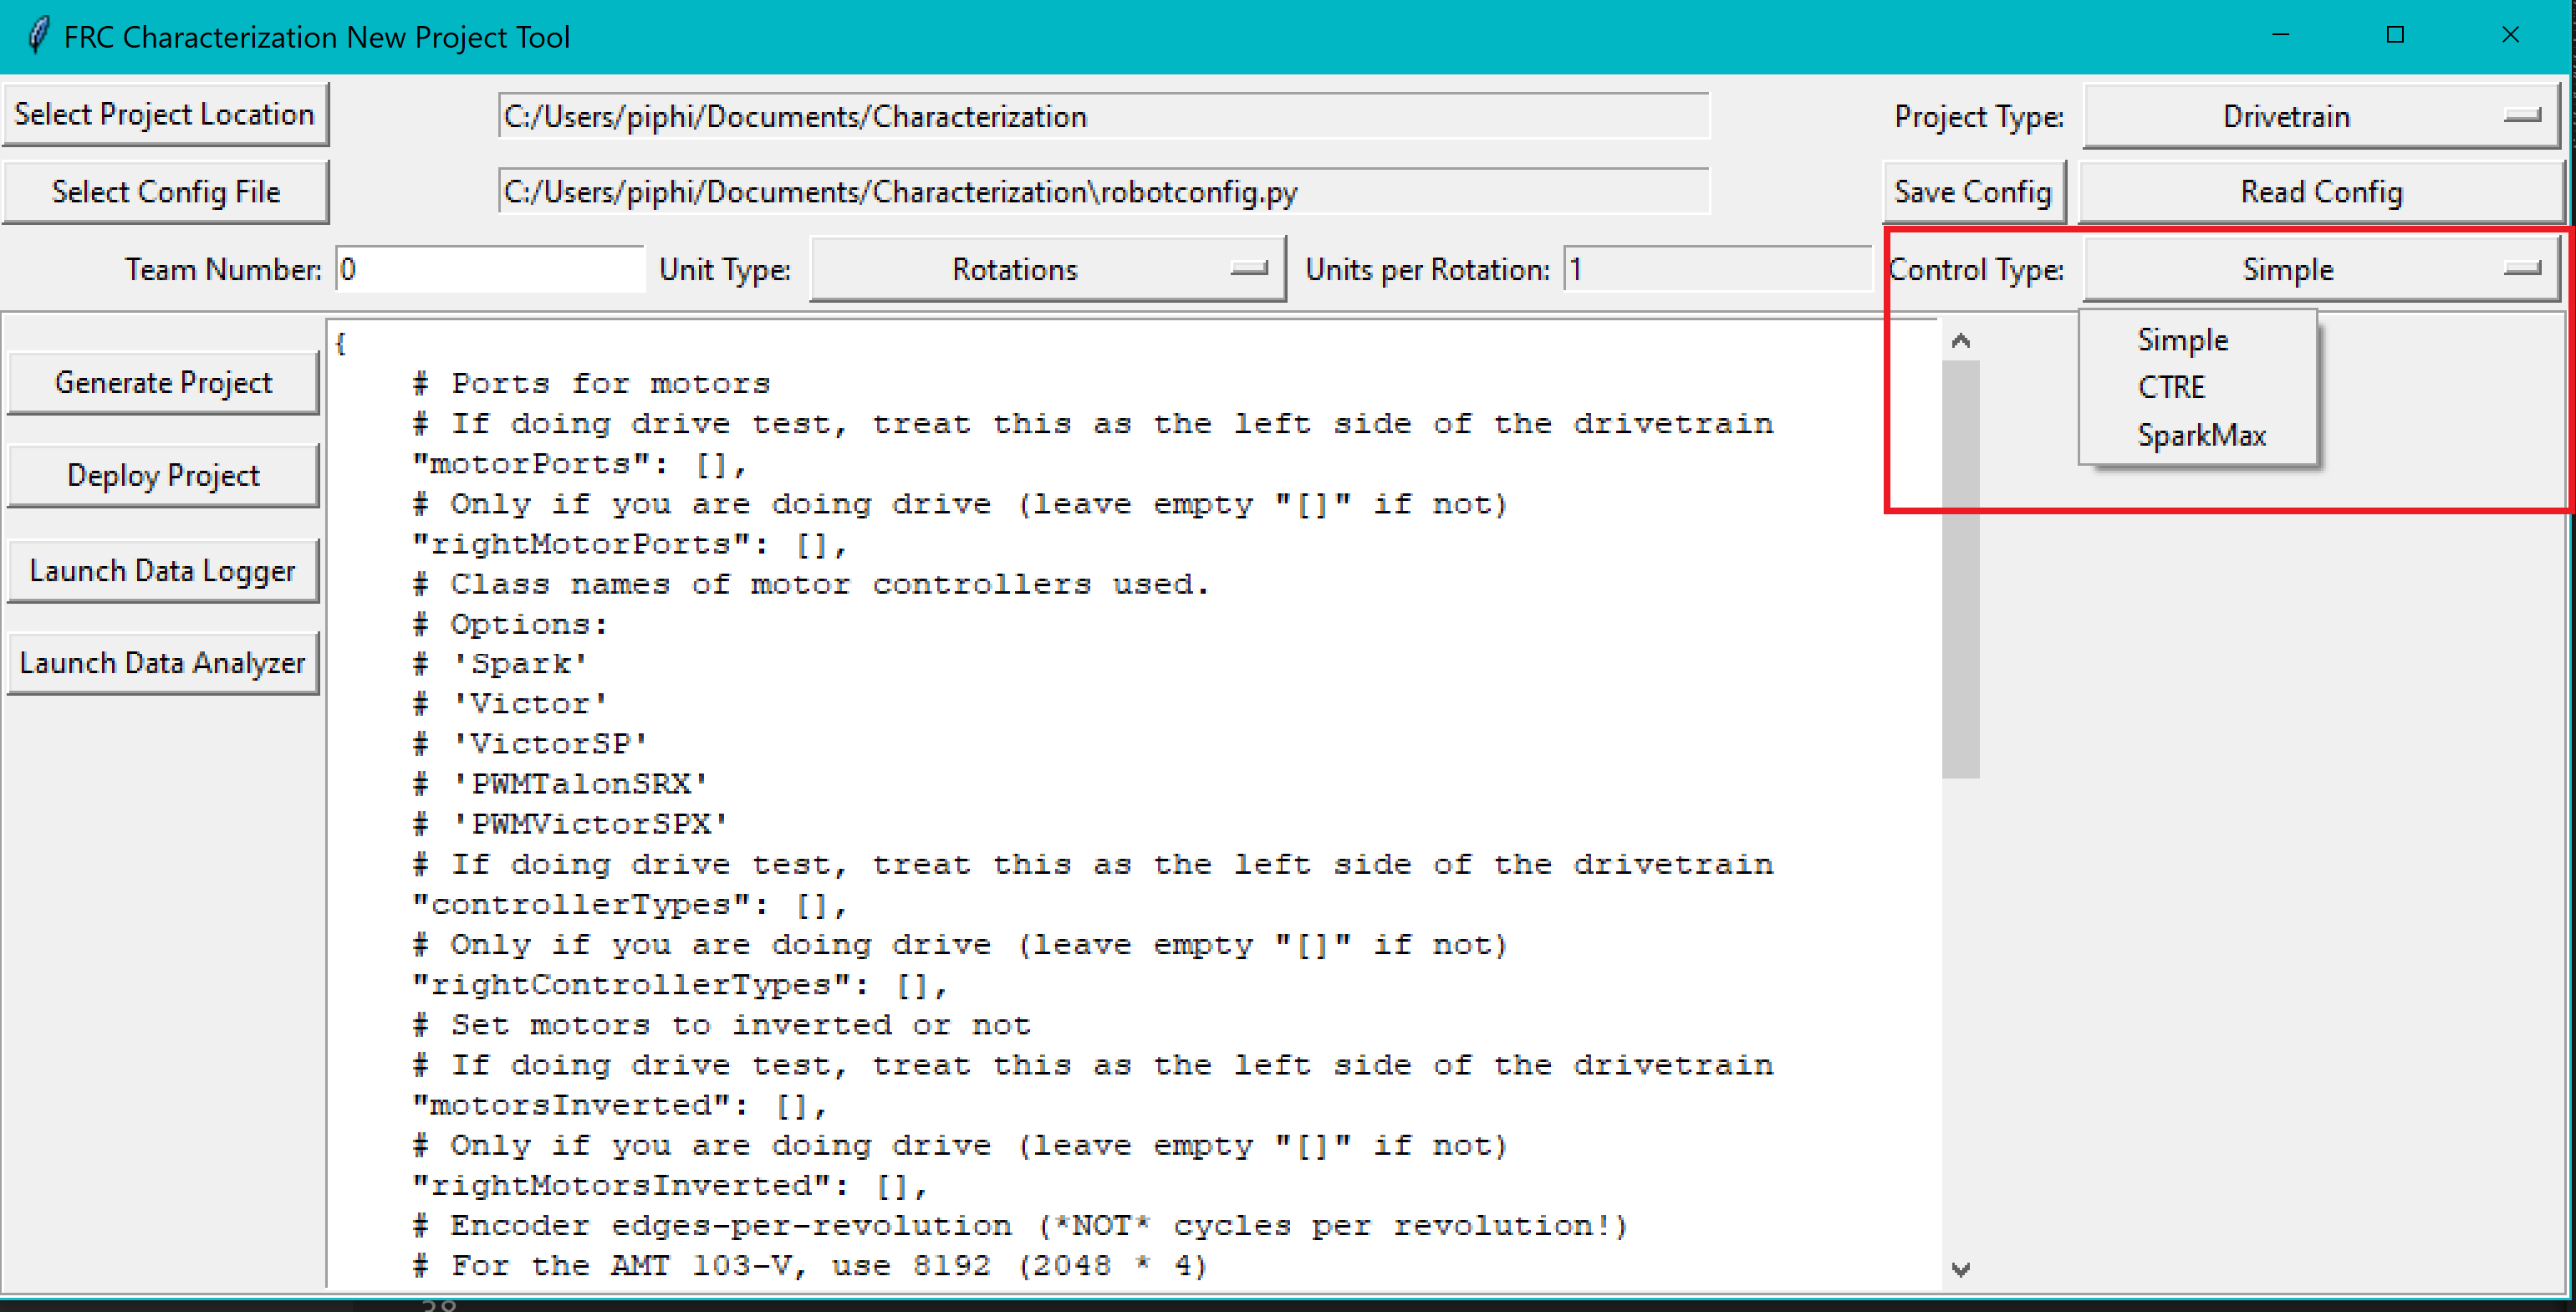 FRC Characterization New Project Tool
Select Project Location
C:/Users/piphi/Documents/Characterization
Project Type:
Drivetrain
Select Config File
C:/Users/piphi/Documents/Characterization\robotconfig.py
Save Config
Read Config
Team Number:
0
Unit Type:
Rotations
Units per Rotation:
1
Control Type:
Simple
Simple
CTRE
SparkMax
Generate Project
Deploy Project
Launch Data Logger
Launch Data Analyzer
{
# Ports for motors
# If doing drive test, treat this as the left side of the drivetrain
"motorPorts": [],
# Only if you are doing drive (leave empty "[]" if not)
"rightMotorPorts": [],
# Class names of motor controllers used.
# Options:
# 'Spark'
# 'Victor'
# 'VictorSP'
# 'PWMTalonSRX'
# 'PWMVictorSPX'
# If doing drive test, treat this as the left side of the drivetrain
"controllerTypes": [],
# Only if you are doing drive (leave empty "[]" if not)
"rightControllerTypes": [],
# Set motors to inverted or not
# If doing drive test, treat this as the left side of the drivetrain
"motorsInverted": [],
# Only if you are doing drive (leave empty "[]" if not)
"rightMotorsInverted": [],
# Encoder edges-per-revolution (*NOT* cycles per revolution!)
# For the AMT 103-V, use 8192 (2048 * 4)